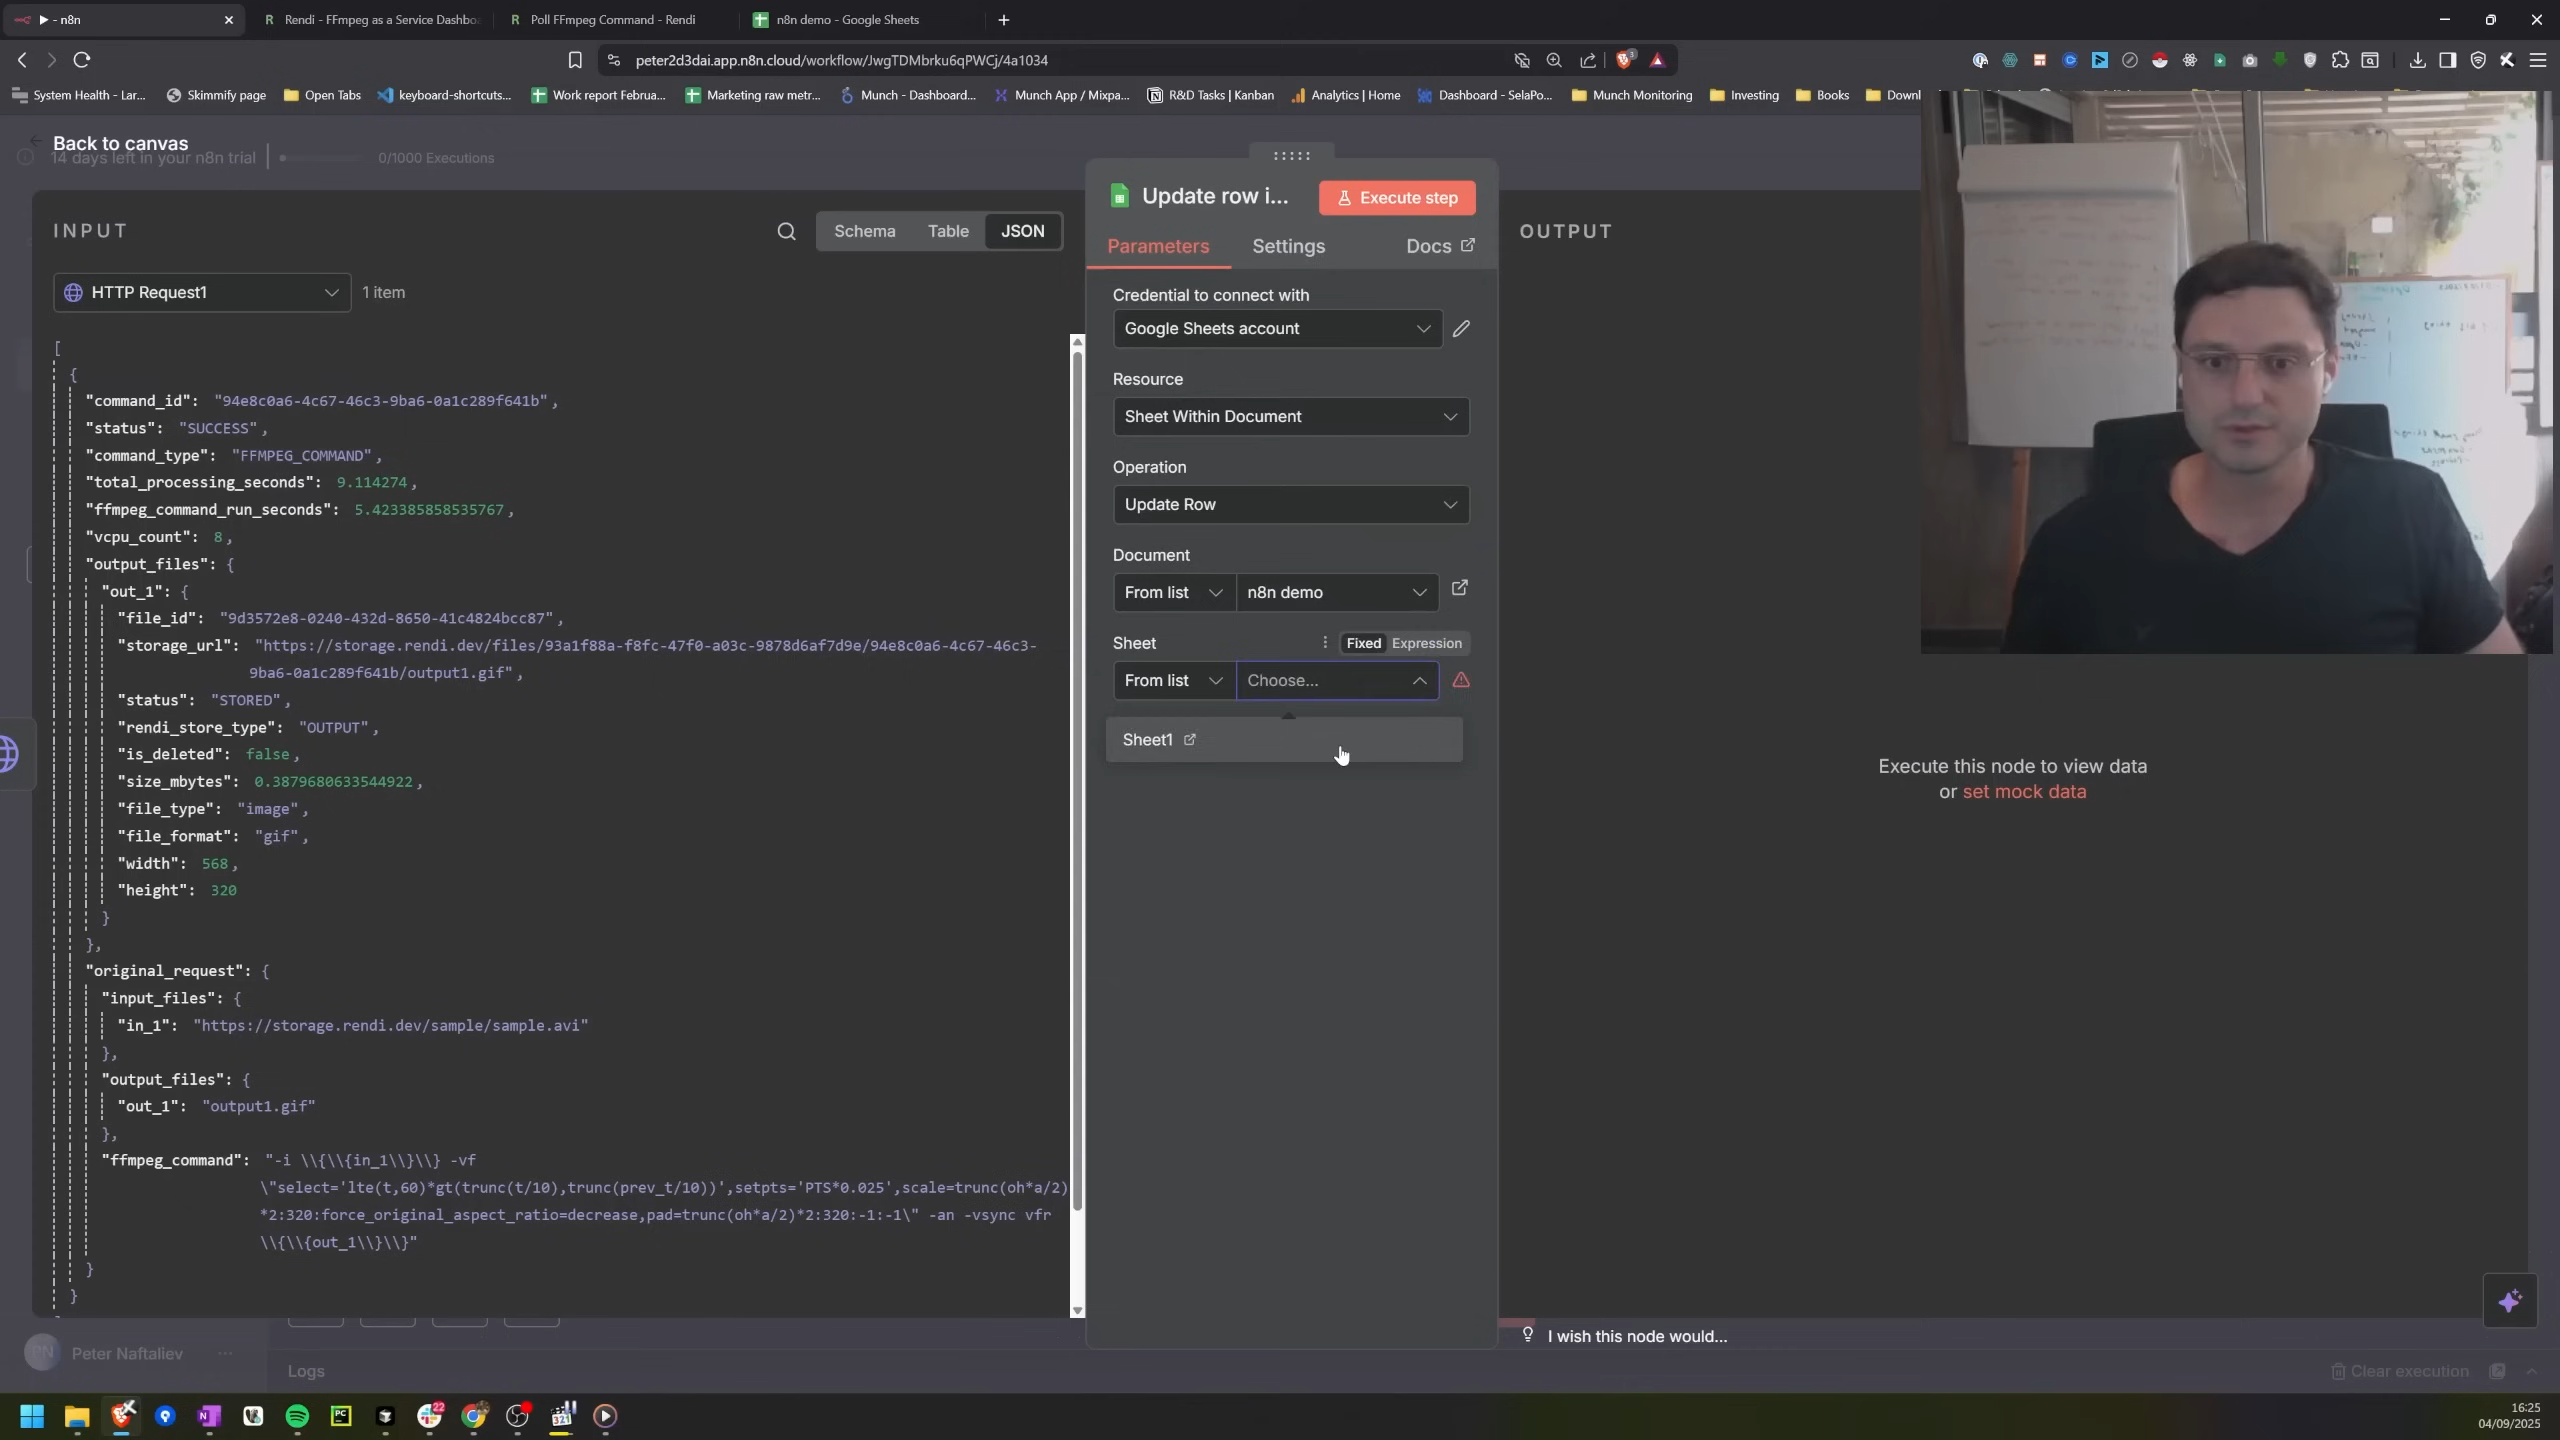 ▶ - n8n
Rendi - FFmpeg as a Service Dashbo
Poll FFmpeg Command - Rendi
n8n demo - Google Sheets
peter2d3dai.app.n8n.cloud/workflow/JwgTDMbrku6qPWCj/4a1034
System Health - Lar...
Skimmify page
Open Tabs
keyboard-shortcuts...
Work report Februa...
Marketing raw metr...
Munch - Dashboard...
Munch App / Mixpa...
R&D Tasks | Kanban
Analytics | Home
Dashboard - SelaPo...
Munch Monitoring
Investing
Books
Downl
Back to canvas
14 days left in your n8n trial
0/1000 Executions
INPUT
Schema
Table
JSON
HTTP Request1
1 item
[
{
"command_id": "94e8c0a6-4c67-46c3-9ba6-0a1c289f641b",
"status": "SUCCESS",
"command_type": "FFMPEG_COMMAND",
"total_processing_seconds": 9.114274,
"ffmpeg_command_run_seconds": 5.423385858535767,
"vcpu_count": 8,
"output_files": {
"out_1": {
"file_id": "9d3572e8-0240-432d-8650-41c4824bcc87",
"storage_url": "https://storage.rendi.dev/files/93a1f88a-f8fc-47f0-a03c-9878d6af7d9e/94e8c0a6-4c67-46c3-
9ba6-0a1c289f641b/output1.gif",
"status": "STORED",
"rendi_store_type": "OUTPUT",
"is_deleted": false,
"size_mbytes": 0.3879680633544922,
"file_type": "image",
"file_format": "gif",
"width": 568,
"height": 320
}
},
"original_request": {
"input_files": {
"in_1": "https://storage.rendi.dev/sample/sample.avi"
},
"output_files": {
"out_1": "output1.gif"
},
"ffmpeg_command": "-i \\{\\{in_1\\}\\} -vf
\"select='lte(t,60)*gt(trunc(t/10),trunc(prev_t/10))',setpts='PTS*0.025',scale=trunc(oh*a/2)
*2:320:force_original_aspect_ratio=decrease,pad=trunc(oh*a/2)*2:320:-1:-1\" -an -vsync vfr
\\{\\{out_1\\}\\}"
}
}
Update row i...
Execute step
Parameters
Settings
Docs
Credential to connect with
Google Sheets account
Resource
Sheet Within Document
Operation
Update Row
Document
From list
n8n demo
Sheet
Fixed
Expression
From list
Choose...
Sheet1
OUTPUT
Execute this node to view data
or set mock data
I wish this node would...
PN
Peter Naftaliev
Logs
Clear execution
22
16:25
04/09/2025